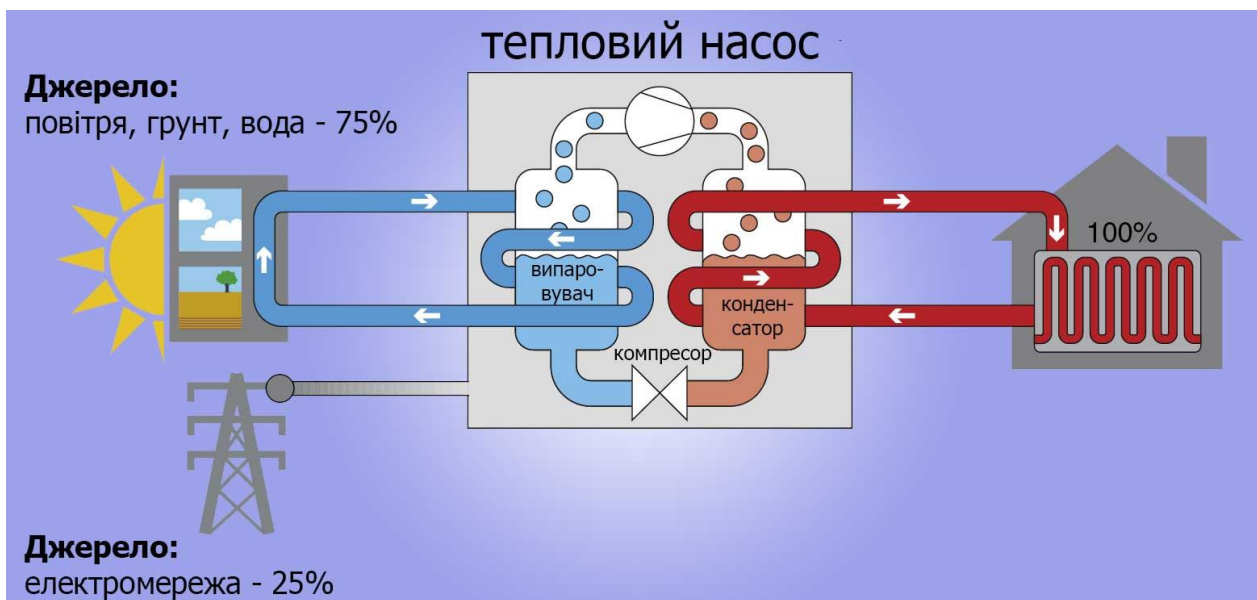 тепловий насос
Джерело:
повітря, грунт, вода - 75%
100%
випаро-
вувач
конден-
сатор
компресор
Джерело:
електромережа - 25%